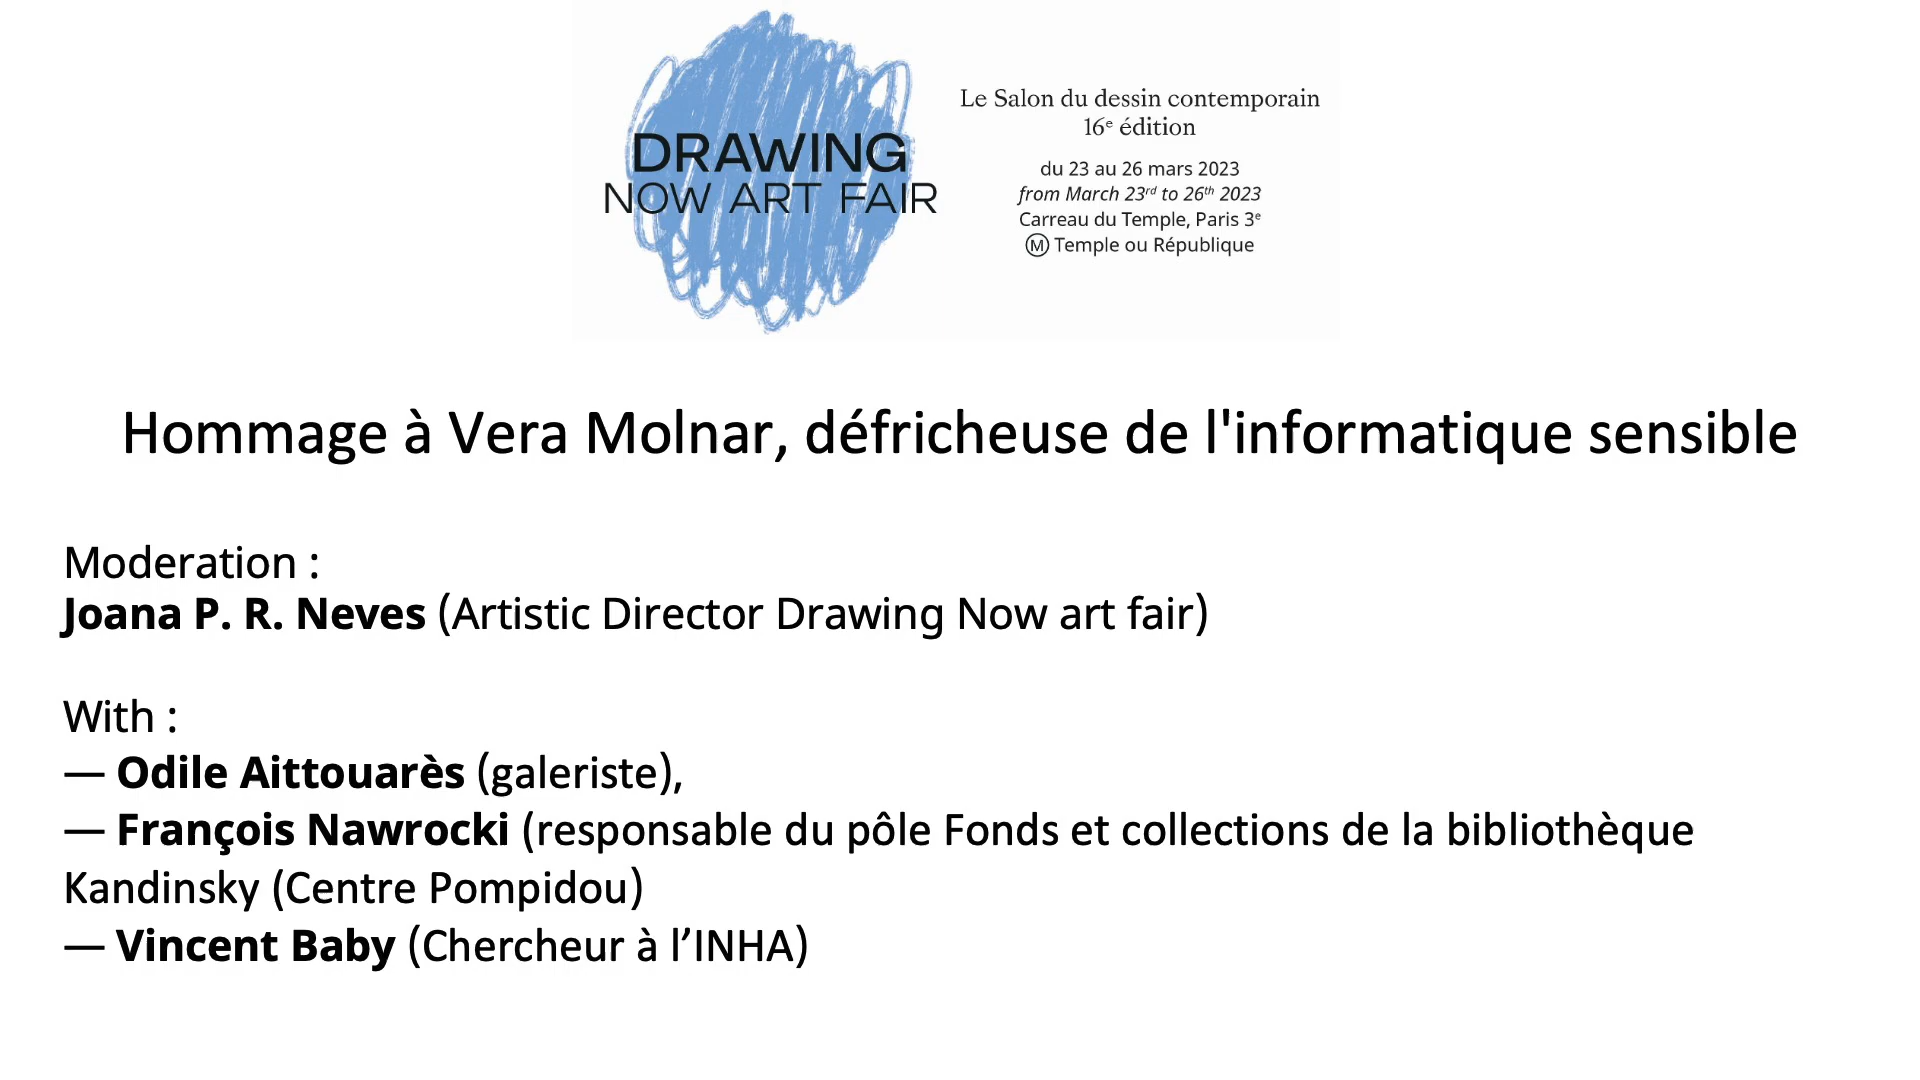 DRAWING
NOW ART FAIR
Le Salon du dessin contemporain
16e édition
du 23 au 26 mars 2023
from March 23rd to 26th 2023
Carreau du Temple, Paris 3e
Ⓜ Temple ou République
Hommage à Vera Molnar, défricheuse de l'informatique sensible
Moderation :
Joana P. R. Neves (Artistic Director Drawing Now art fair)
With :
— Odile Aittouarès (galeriste),
— François Nawrocki (responsable du pôle Fonds et collections de la bibliothèque
Kandinsky (Centre Pompidou)
— Vincent Baby (Chercheur à l’INHA)